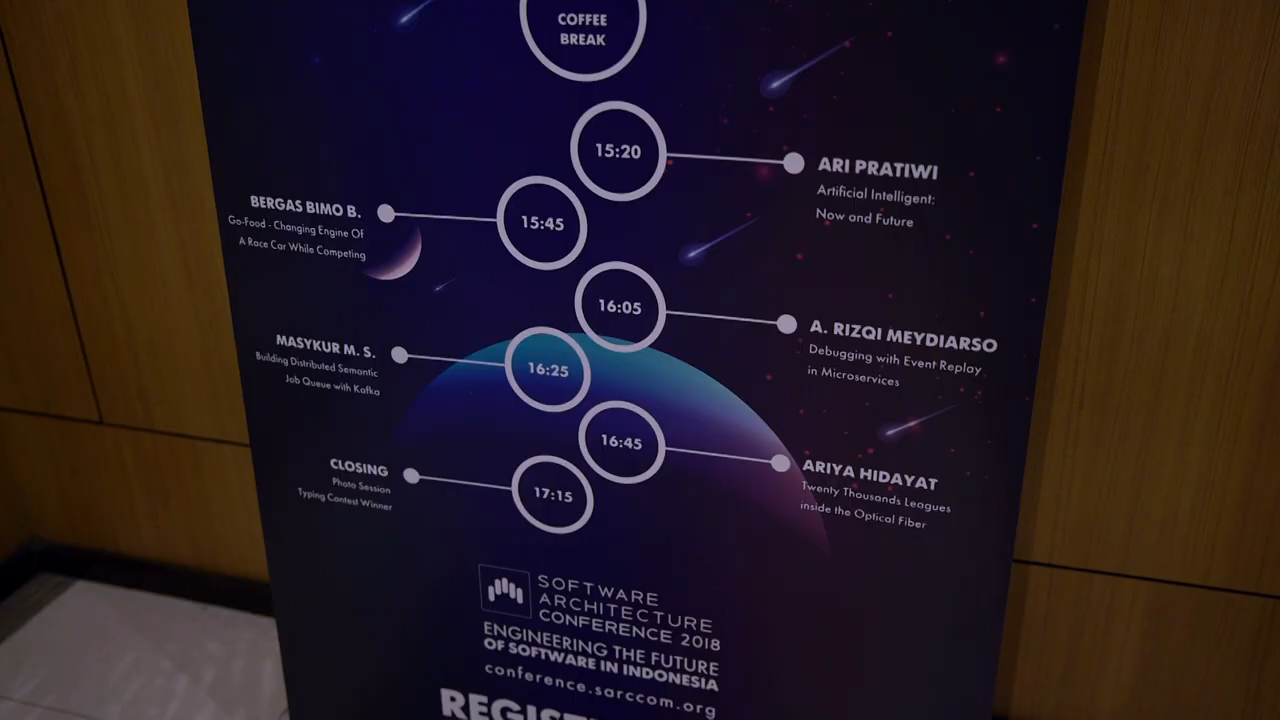 COFFEE
BREAK
15:20
ARI PRATIWI
Artificial Intelligent:
Now and Future
15:45
BERGAS BIMO B.
Go-Food - Changing Engine Of
A Race Car While Competing
16:05
A. RIZQI MEYDIARSO
Debugging with Event Replay
in Microservices
16:25
MASYKUR M. S.
Building Distributed Semantic
Job Queue with Kafka
16:45
ARIYA HIDAYAT
Twenty Thousands Leagues
inside the Optical Fiber
17:15
CLOSING
Photo Session
Typing Contest Winner
SOFTWARE
ARCHITECTURE
CONFERENCE 2018
ENGINEERING THE FUTURE
OF SOFTWARE IN INDONESIA
conference.sarccom.org